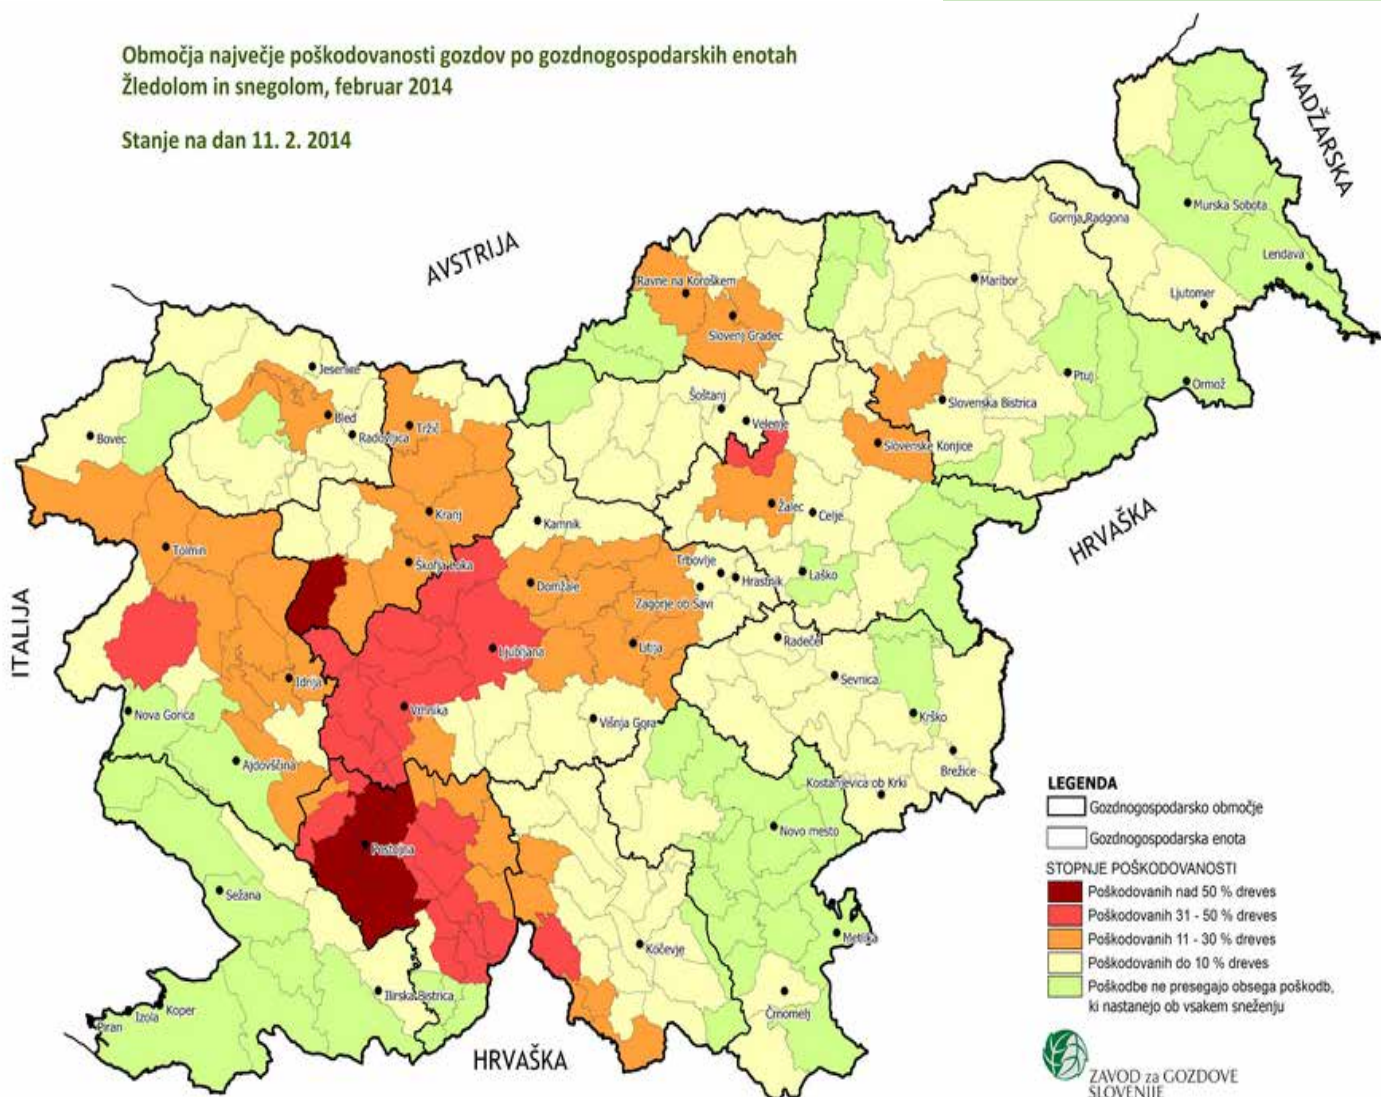 Območja največje poškodovanosti gozdov po gozdnogospodarskih enotah
Žledolom in snegolom, februar 2014
Stanje na dan 11. 2. 2014
MADŽARSKA
Murska Sobota
Gornja Radgona
AVSTRIJA
Lendava
Ravne na Koroškem
Maribor
Ljutomer
Slovenj Gradec
Jesenice
Ptuj
Ormož
Šoštanj
Slovenska Bistrica
Bled
Velenje
Tržič
Bovec
Radovljica
Slovenske Konjice
Žalec
Celje
Kranj
Kamnik
HRVAŠKA
Tolmin
Škofja Loka
Trbovlje
Laško
Domžale
Hrastnik
Zagorje ob Savi
ITALIJA
Radeče
Ljubljana
Litija
Sevnica
Idrija
Nova Gorica
Vrhnika
Višnja Gora
Krško
Ajdovščina
Brežice
Kostanjevica ob Krki
LEGENDA
Gozdnogospodarsko območje
Novo mesto
Gozdnogospodarska enota
Postojna
STOPNJE POŠKODOVANOSTI
Poškodovanih nad 50 % dreves
Sežana
Poškodovanih 31 - 50 % dreves
Metlika
Kočevje
Poškodovanih 11 - 30 % dreves
Poškodovanih do 10 % dreves
Poškodbe ne presegajo obsega poškodb,
ki nastanejo ob vsakem sneženju
Ilirska Bistrica
Črnomelj
Koper
Izola
Piran
HRVAŠKA
ZAVOD za GOZDOVE
SLOVENIJE